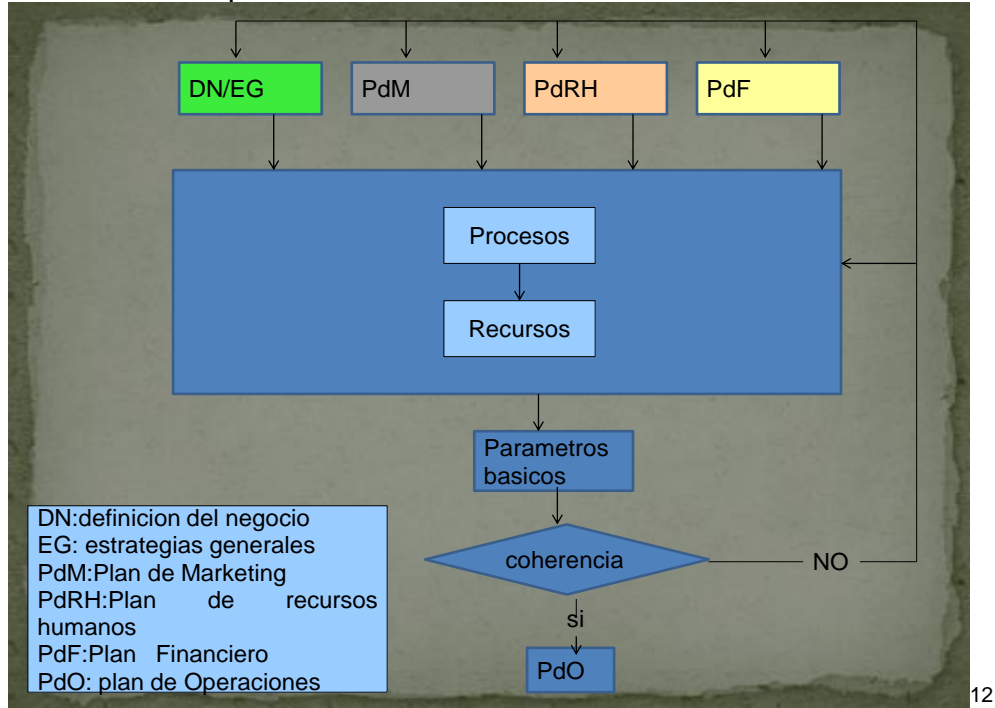 DN/EG
PdM
PdRH
PdF
Procesos
Recursos
Parametros
basicos
coherencia
NO
si
PdO
DN:definicion del negocio
EG: estrategias generales
PdM:Plan de Marketing
PdRH:Plan de recursos
humanos
PdF:Plan Financiero
PdO: plan de Operaciones
12